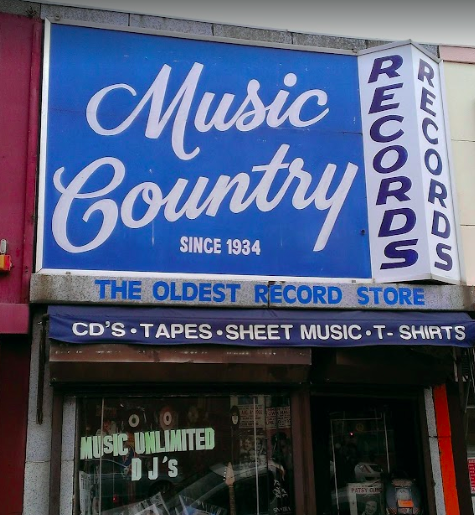 Music
Country
SINCE 1934
RECORDS
RECORDS
THE OLDEST RECORD STORE
CD'S • TAPES • SHEET MUSIC • T- SHIRTS
MUSIC UNLIMITED
DJ'S